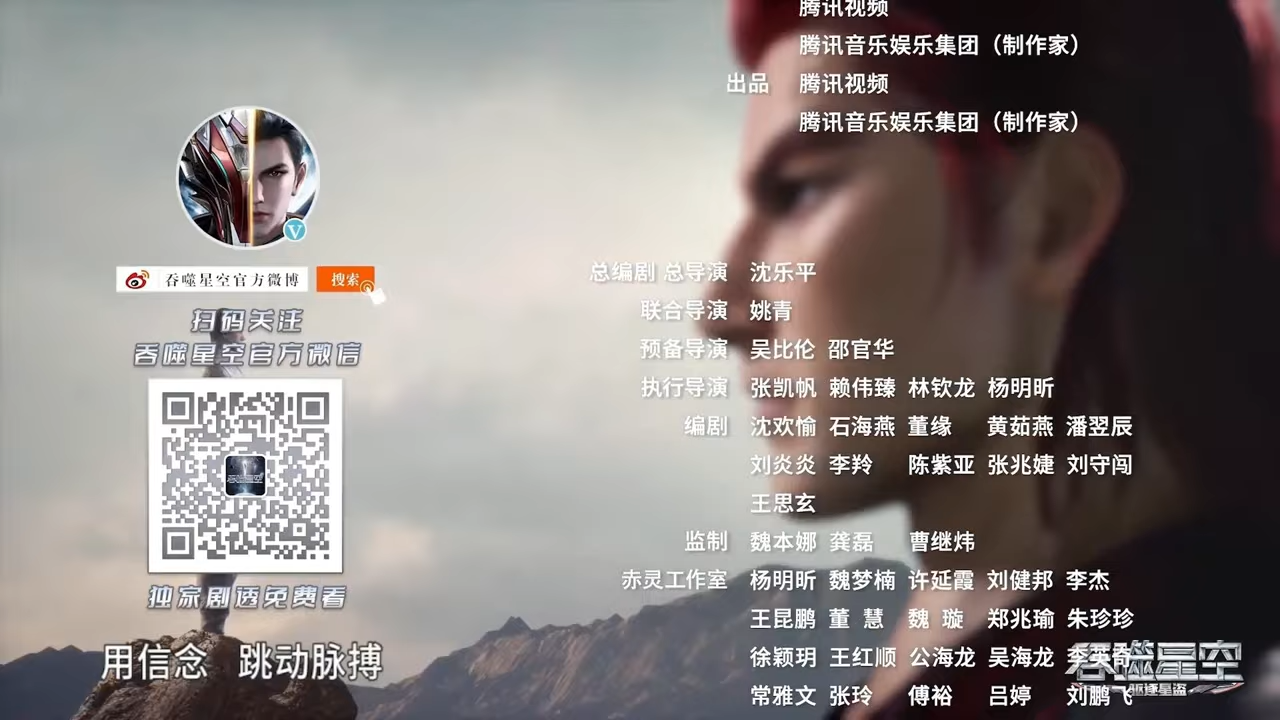 腾讯视频
腾讯音乐娱乐集团（制作家）
出品 腾讯视频
腾讯音乐娱乐集团（制作家）
总编剧 总导演 沈乐平
联合导演 姚青
预备导演 吴比伦 邵官华
执行导演 张凯帆 赖伟臻 林钦龙 杨明昕
编剧 沈欢愉 石海燕 董缘 黄茹燕 潘翌辰
刘炎炎 李羚 陈紫亚 张兆婕 刘守闯
王思玄
监制 魏本娜 龚磊 曹继炜
赤灵工作室 杨明昕 魏梦楠 许延霞 刘健邦 李杰
王昆鹏 董 慧 魏 璇 郑兆瑜 朱珍珍
徐颖玥 王红顺 公海龙 吴海龙 李英奇
常雅文 张玲 傅裕 吕婷 刘鹏飞
V
吞噬星空官方微博 搜索
扫码关注
吞噬星空官方微信
吞噬星空
独家剧透免费看
用信念 跳动脉搏
吞噬星空
驱逐星盗